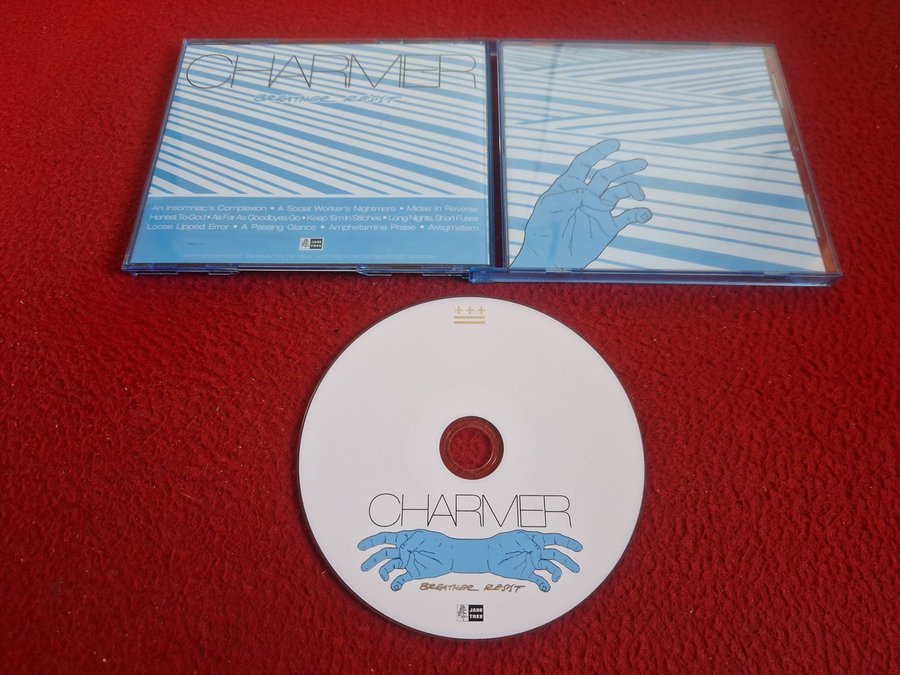 CHARMER
BREATHER RESIST
An Insomniac's Complexion • A Social Worker's Nightmare • Midas In Reverse
Honest To God • As Far As Goodbyes Go • Keep 'Em In Stitches • Long Nights, Short Fuses
Loose Lipped Error • A Passing Glance • Amphetamine Praise • Astigmatism
JADE
TREE
CHARMER
BREATHER RESIST
JADE
TREE